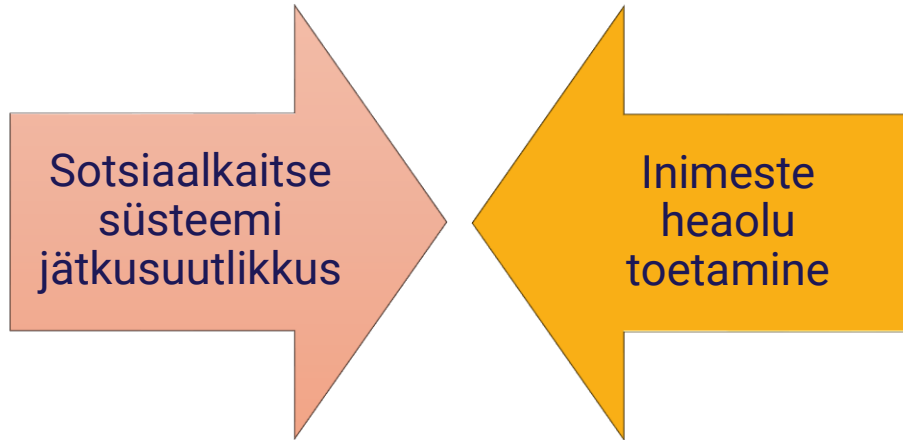 Sotsiaalkaitse
süsteemi
jätkusuutlikkus
Inimeste
heaolu
toetamine